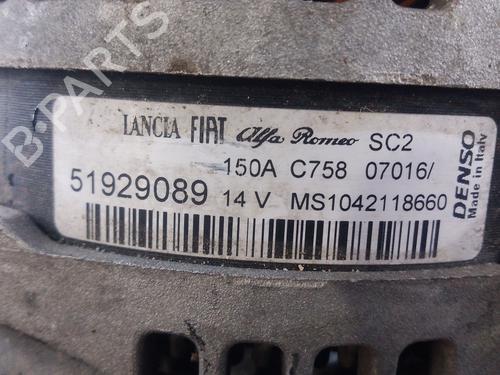 B-PARTS
LANCIA FIAT Alfa Romeo SC2
150A C758 07016/
51929089 14 V MS1042118660
DENSO
Made in Italy